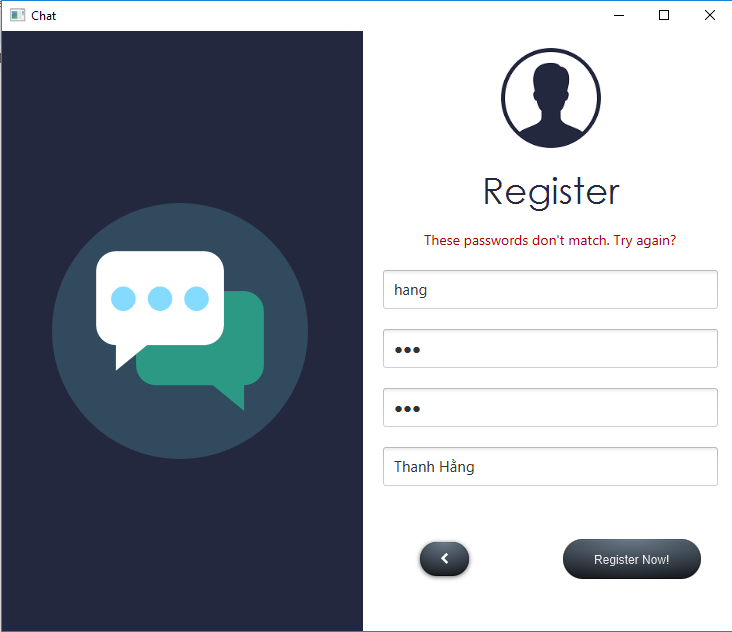 Chat
Register
These passwords don't match. Try again?
hang
●●●
●●●
Thanh Hằng
Register Now!